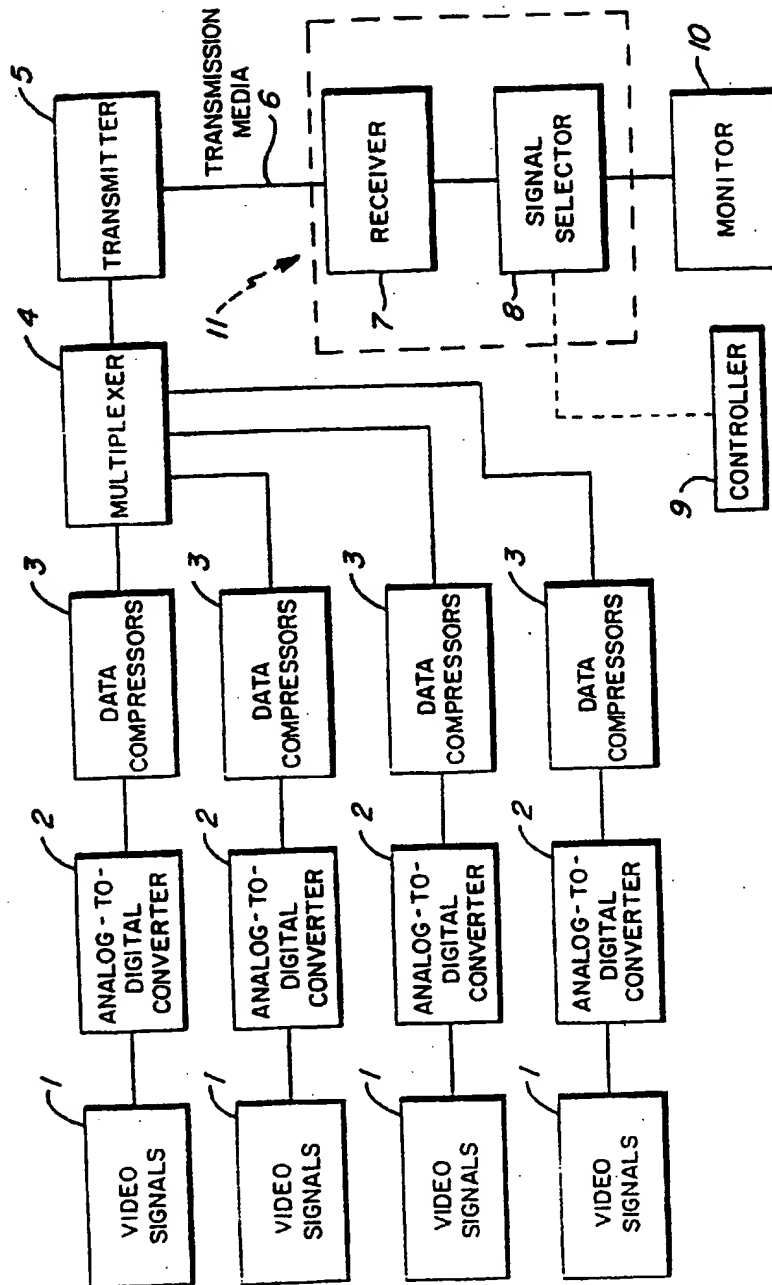 1
VIDEO
SIGNALS
2
ANALOG-TO-
DIGITAL
CONVERTER
3
DATA
COMPRESSORS
4
MULTIPLEXER
5
TRANSMITTER
1
VIDEO
SIGNALS
2
ANALOG-TO-
DIGITAL
CONVERTER
3
DATA
COMPRESSORS
TRANSMISSION
MEDIA
6
11
1
VIDEO
SIGNALS
2
ANALOG-TO-
DIGITAL
CONVERTER
3
DATA
COMPRESSORS
RECEIVER
7
1
VIDEO
SIGNALS
2
ANALOG-TO-
DIGITAL
CONVERTER
3
DATA
COMPRESSORS
SIGNAL
SELECTOR
8
9
CONTROLLER
10
MONITOR